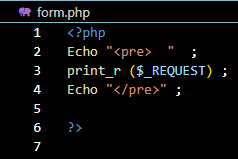 form.php
1 <?php
2 Echo "<pre>  "  ;
3 print_r ($_REQUEST) ;
4 Echo "</pre>" ;
5
6 ?>
7